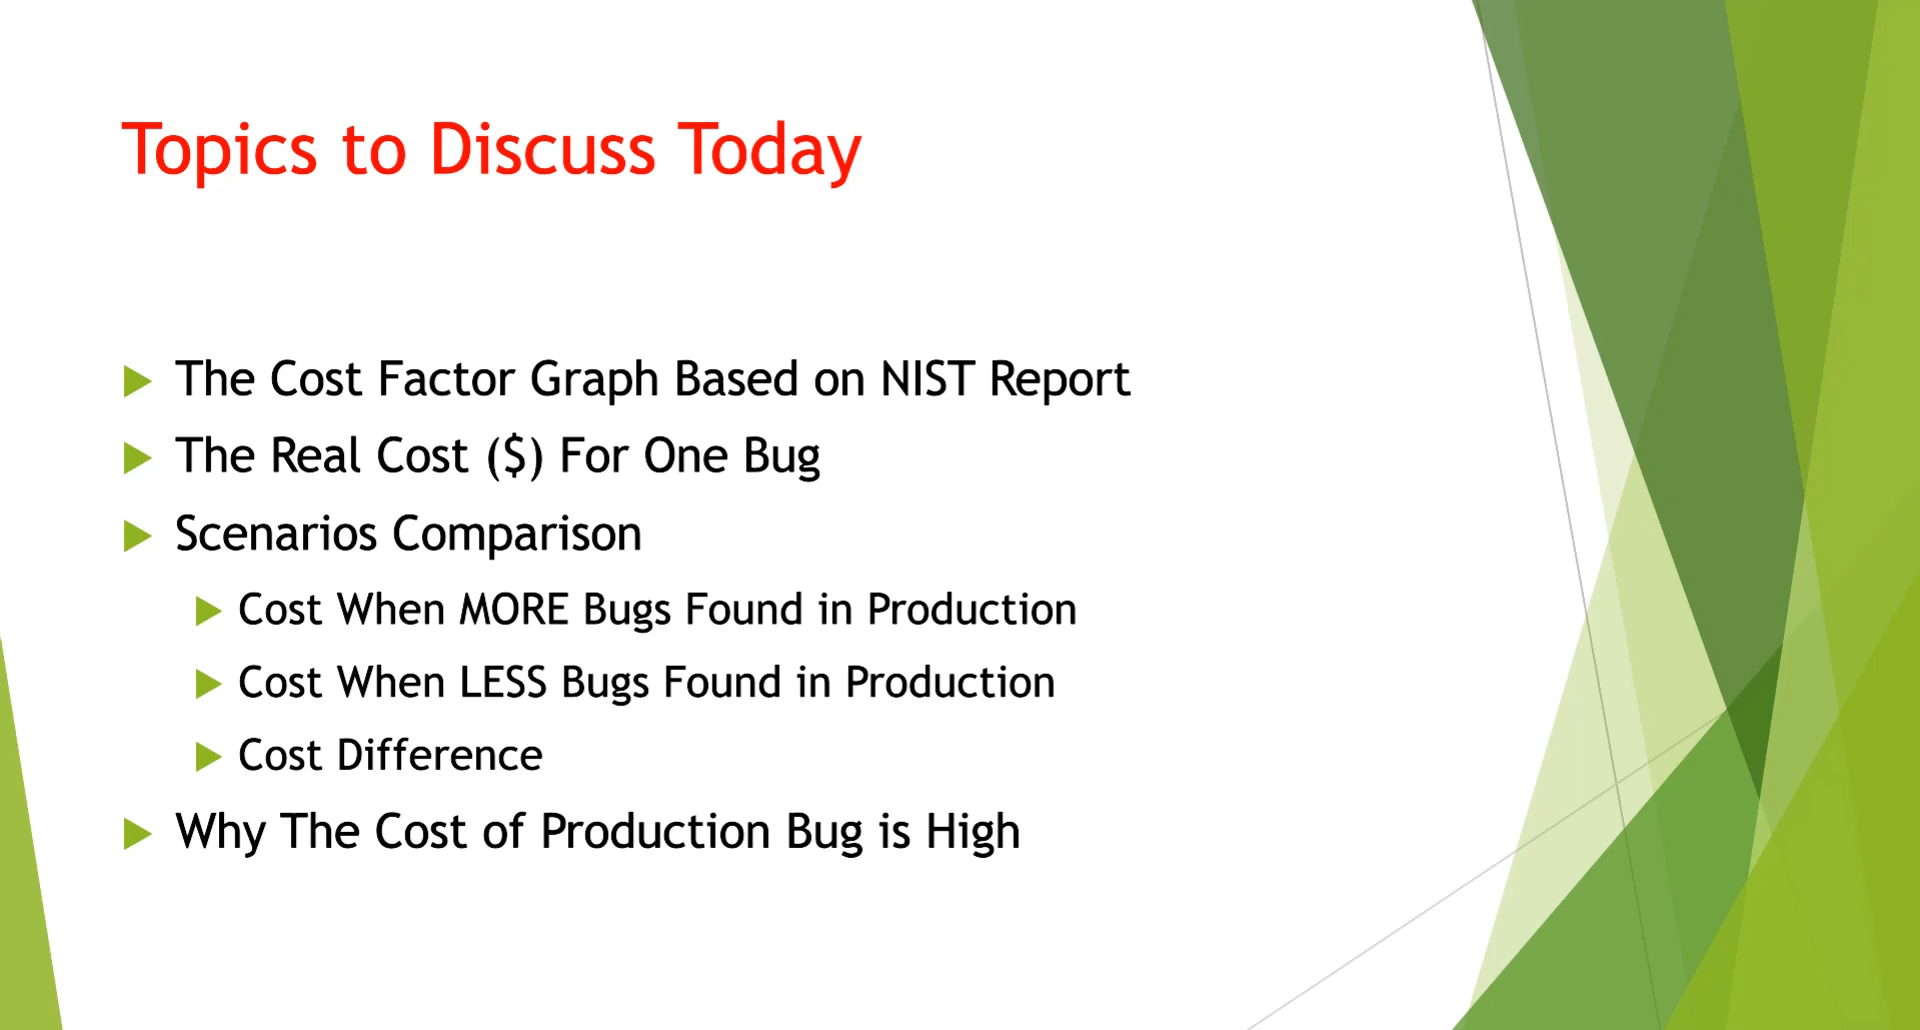 Topics to Discuss Today
The Cost Factor Graph Based on NIST Report
The Real Cost ($) For One Bug
Scenarios Comparison
Cost When MORE Bugs Found in Production
Cost When LESS Bugs Found in Production
Cost Difference
Why The Cost of Production Bug is High